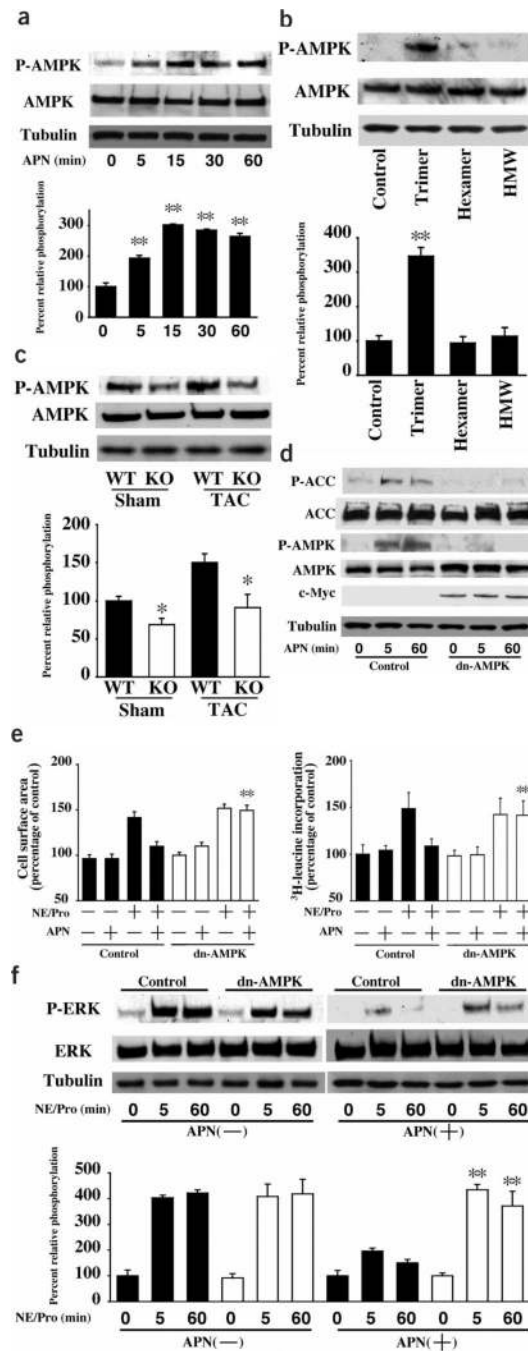 a
P-AMPK
AMPK
Tubulin
APN (min) 0 5 15 30 60
Percent relative phosphorylation
300
200
100
0
** ** ** **
0 5 15 30 60
b
P-AMPK
AMPK
Tubulin
Control Trimer Hexamer HMW
Percent relative phosphorylation
400
300
200
100
0
**
Control Trimer Hexamer HMW
c
P-AMPK
AMPK
Tubulin
WT KO WT KO
Sham TAC
Percent relative phosphorylation
200
150
100
50
0
* *
WT KO WT KO
Sham TAC
d
P-ACC
ACC
P-AMPK
AMPK
c-Myc
Tubulin
APN (min) 0 5 60 0 5 60
Control dn-AMPK
e
Cell surface area
(percentage of control)
200
150
100
50
**
NE/Pro — — + + — — + +
APN — + — + — + — +
Control dn-AMPK
³H-leucine incorporation
(percentage of control)
200
150
100
50
**
NE/Pro — — + + — — + +
APN — + — + — + — +
Control dn-AMPK
f
Control dn-AMPK Control dn-AMPK
P-ERK
ERK
Tubulin
NE/Pro (min) 0 5 60 0 5 60 0 5 60 0 5 60
APN(—) APN(+)
Percent relative phosphorylation
500
400
300
200
100
0
** **
NE/Pro (min) 0 5 60 0 5 60 0 5 60 0 5 60
APN(—) APN(+)